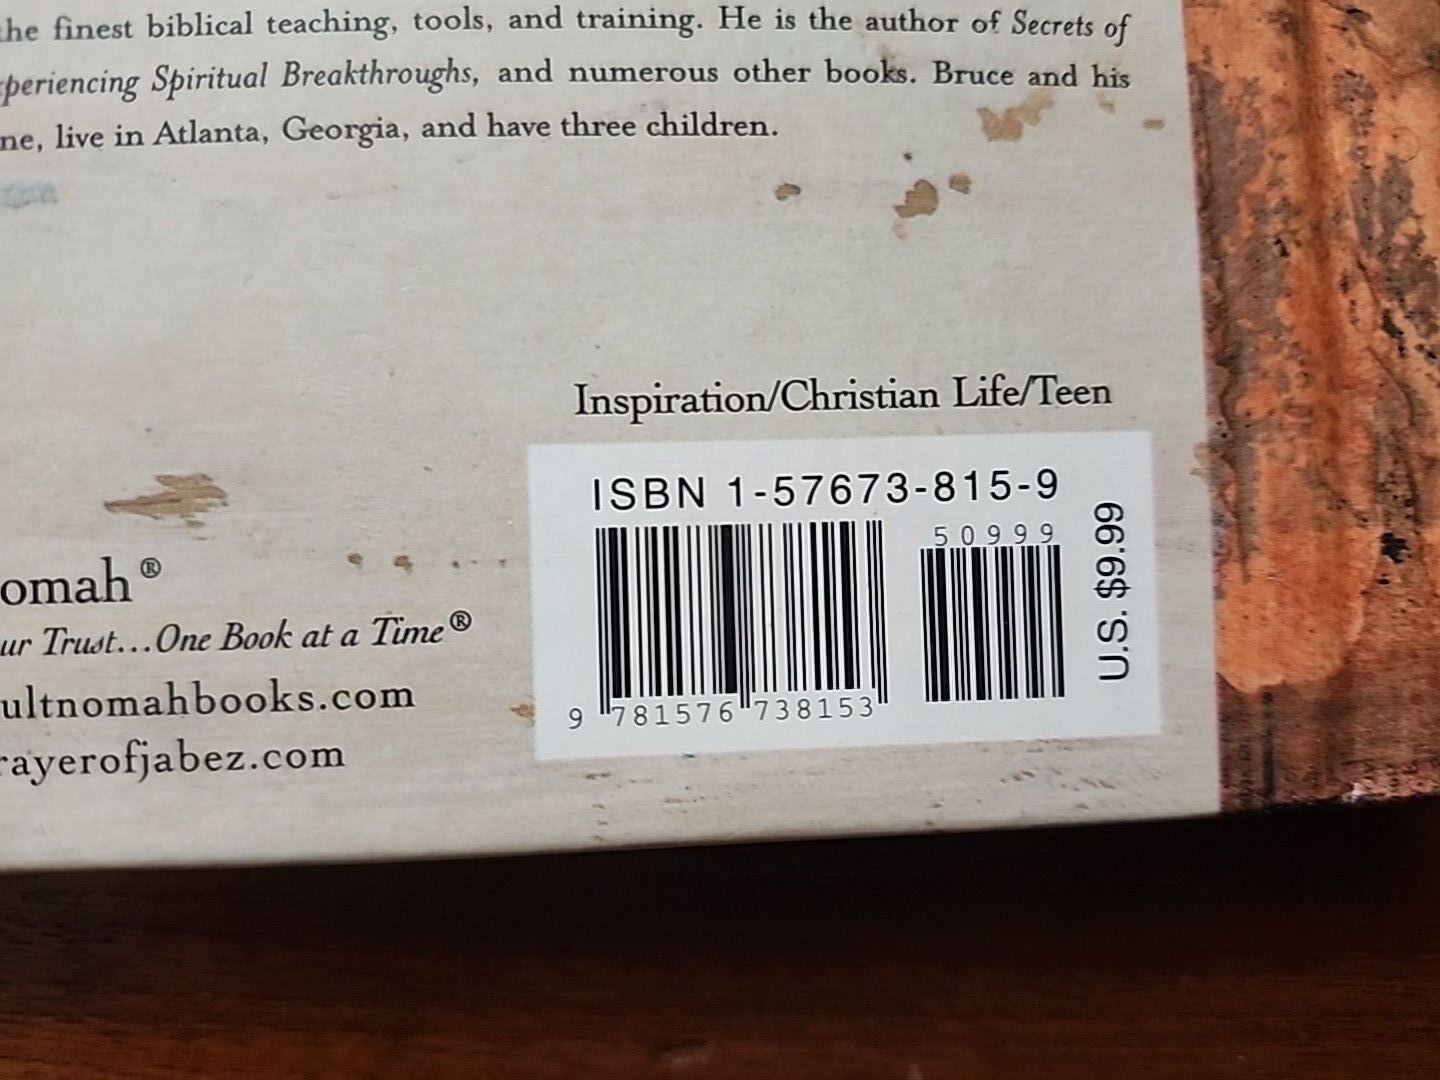 the finest biblical teaching, tools, and training. He is the author of Secrets of
periencing Spiritual Breakthroughs, and numerous other books. Bruce and his
ne, live in Atlanta, Georgia, and have three children.
Inspiration/Christian Life/Teen
ISBN 1-57673-815-9
50999
U.S. $9.99
9 781576 738153
omah®
ur Trust...One Book at a Time®
ultnomahbooks.com
rayerofjabez.com